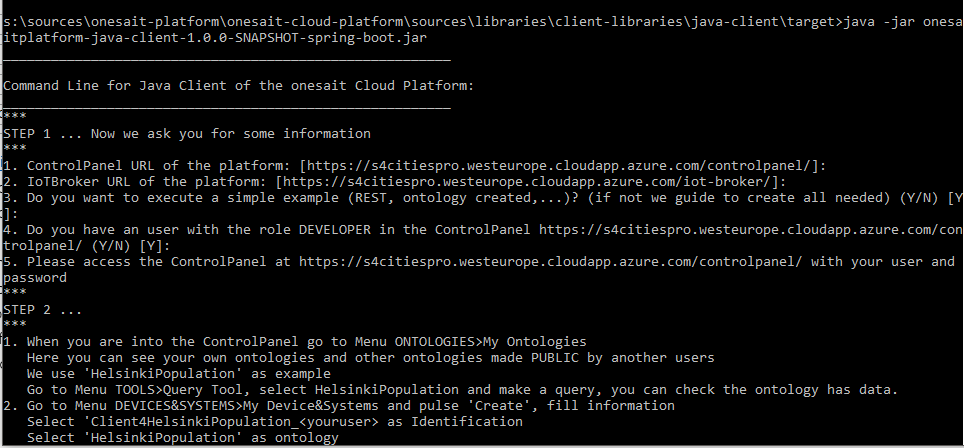 s:\sources\onesait-platform\onesait-cloud-platform\sources\libraries\client-libraries\java-client\target>java -jar onesa
itplatform-java-client-1.0.0-SNAPSHOT-spring-boot.jar
________________________________________________________
Command Line for Java Client of the onesait Cloud Platform:
________________________________________________________
***
STEP 1 ... Now we ask you for some information
***
1. ControlPanel URL of the platform: [https://s4citiespro.westeurope.cloudapp.azure.com/controlpanel/]:
2. IoTBroker URL of the platform: [https://s4citiespro.westeurope.cloudapp.azure.com/iot-broker/]:
3. Do you want to execute a simple example (REST, ontology created,...)? (if not we guide to create all needed) (Y/N) [Y
]:
4. Do you have an user with the role DEVELOPER in the ControlPanel https://s4citiespro.westeurope.cloudapp.azure.com/con
trolpanel/ (Y/N) [Y]:
5. Please access the ControlPanel at https://s4citiespro.westeurope.cloudapp.azure.com/controlpanel/ with your user and
password
***
STEP 2 ...
***
1. When you are into the ControlPanel go to Menu ONTOLOGIES>My Ontologies
   Here you can see your own ontologies and other ontologies made PUBLIC by another users
   We use 'HelsinkiPopulation' as example
   Go to Menu TOOLS>Query Tool, select HelsinkiPopulation and make a query, you can check the ontology has data.
2. Go to Menu DEVICES&SYSTEMS>My Device&Systems and pulse 'Create', fill information
   Select 'Client4HelsinkiPopulation_<youruser> as Identification
   Select 'HelsinkiPopulation' as ontology